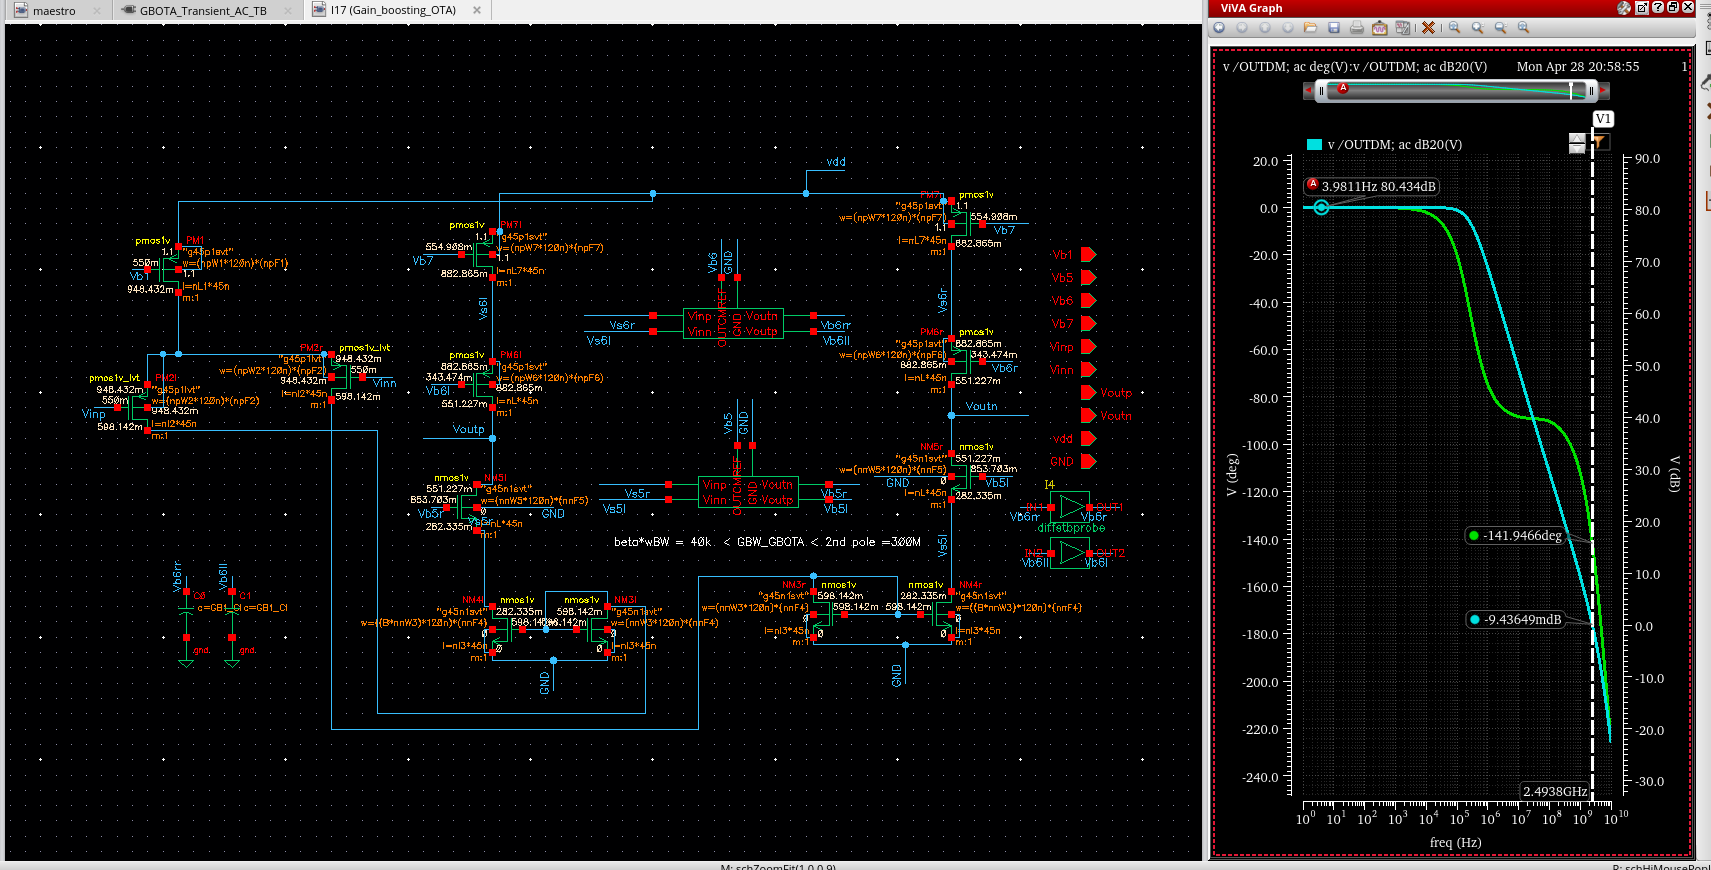 maestro
GBOTA_Transient_AC_TB
I17 (Gain_boosting_OTA)
ViVA Graph
v /OUTDM; ac deg(V):v /OUTDM; ac dB20(V)
Mon Apr 28 20:58:55
1
V1
v /OUTDM; ac dB20(V)
A
3.9811Hz 80.434dB
20.0
0.0
-20.0
-40.0
-60.0
-80.0
-100.0
-120.0
-140.0
-160.0
-180.0
-200.0
-220.0
-240.0
V (deg)
90.0
80.0
70.0
60.0
50.0
40.0
30.0
20.0
10.0
0.0
-10.0
-20.0
-30.0
V (dB)
-141.9466deg
-9.43649mdB
2.4938GHz
10^0 10^1 10^2 10^3 10^4 10^5 10^6 10^7 10^8 10^9 10^10
freq (Hz)
vdd
pmos1v
PM1
1.1
"g45p1svt"
550m
w=(npW1*120n)*(npF1)
Vb1
1.1
948.432m
l=nL1*45n
m:1
pmos1v
1.1
"g45p1svt"
554.908m
w=(npW7*120n)*(npF7)
Vb7
1.1
882.865m
l=nL7*45n
m:1
Vs6l
pmos1v
1.1
"g45p1svt"
554.908m
w=(npW7*120n)*(npF7)
1.1
Vb7
l=nL7*45n
882.865m
m:1
Vs6r
PM2r
pmos1v_lvt
"g45p1lvt"
948.432m
550m
w=(npW2*120n)*(npF2)
948.432m
Vinn
l=nl2*45n
598.142m
m:1
pmos1v_lvt
PM2l
948.432m
"g45p1lvt"
550m
w=(npW2*120n)*(npF2)
Vinp
948.432m
l=nl2*45n
598.142m
m:1
pmos1v
PM6l
882.865m
"g45p1svt"
343.474m
w=(npW6*120n)*(npF6)
Vb6l
882.865m
l=nL*45n
551.227m
m:1
Voutp
pmos1v
PM6r
882.865m
"g45p1svt"
343.474m
w=(npW6*120n)*(npF6)
Vb6r
882.865m
l=nL*45n
551.227m
m:1
Voutn
Vb6
GND
Vs6r
Vs6l
Vinp
Vinn
OUTCMREF
GND
Voutn
Voutp
Vb6rr
Vb6ll
Vb5
GND
Vs5r
Vs5l
Vinp
Vinn
OUTCMREF
GND
Voutn
Voutp
Vb5r
Vb5l
nmos1v
551.227m
"g45n1svt"
853.703m
w=(nnW5*120n)*(nnF5)
Vb5r
0
GND
l=nL*45n
282.335m
m:1
nmos1v
NM5r
551.227m
"g45n1svt"
853.703m
w=(nnW5*120n)*(nnF5)
GND
0
Vb5l
l=nL*45n
282.335m
m:1
Vs5l
beta*wBW = 40k. < GBW_GBOTA < 2nd pole =300M
Vb1
Vb5
Vb6
Vb7
Vinp
Vinn
Voutp
Voutn
vdd
GND
I4
IN1
OUT1
Vb6rr
Vb6r
diffstbprobe
IN2
OUT2
Vb6ll
Vb6l
Vb6rr
C0
c=GB1_Cl
gnd
Vb6ll
C1
c=GB1_Cl
gnd
NM4l
nmos1v
"g45n1svt"
282.335m
598.142m
w=((B*nnW3)*120n)*(nnF4)
0
l=nl3*45n
0
m:1
nmos1v
NM3l
598.142m
"g45n1svt"
w=(nnW3*120n)*(nnF4)
0
l=nl3*45n
0
m:1
GND
NM3r
nmos1v
"g45n1svt"
598.142m
598.142m
w=(nnW3*120n)*(nnF4)
0
l=nl3*45n
0
m:1
nmos1v
NM4r
282.335m
"g45n1svt"
598.142m
w=((B*nnW3)*120n)*(nnF4)
0
l=nl3*45n
0
m:1
GND
M: schZoomFit(1.0 0.9)